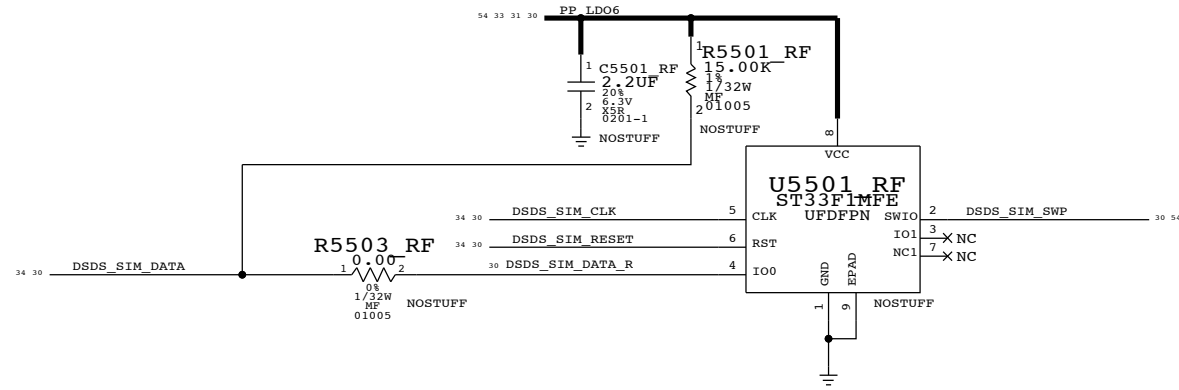 54 33 31 30 PP_LDO6
1 C5501_RF
2.2UF
20%
6.3V
X5R
0201-1
2
NOSTUFF
1 R5501_RF
15.00K
1%
1/32W
MF
01005
2
NOSTUFF
8
VCC
U5501_RF
ST33F1MFE
UFDFPN
34 30 DSDS_SIM_CLK 5 CLK
SWIO 2 DSDS_SIM_SWP 30 54
IO1 3 NC
34 30 DSDS_SIM_RESET 6 RST
NC1 7 NC
R5503_RF
0.00
34 30 DSDS_SIM_DATA 1 2 30 DSDS_SIM_DATA_R 4 IO0
0%
1/32W
MF
01005
NOSTUFF
GND EPAD
1 9
NOSTUFF